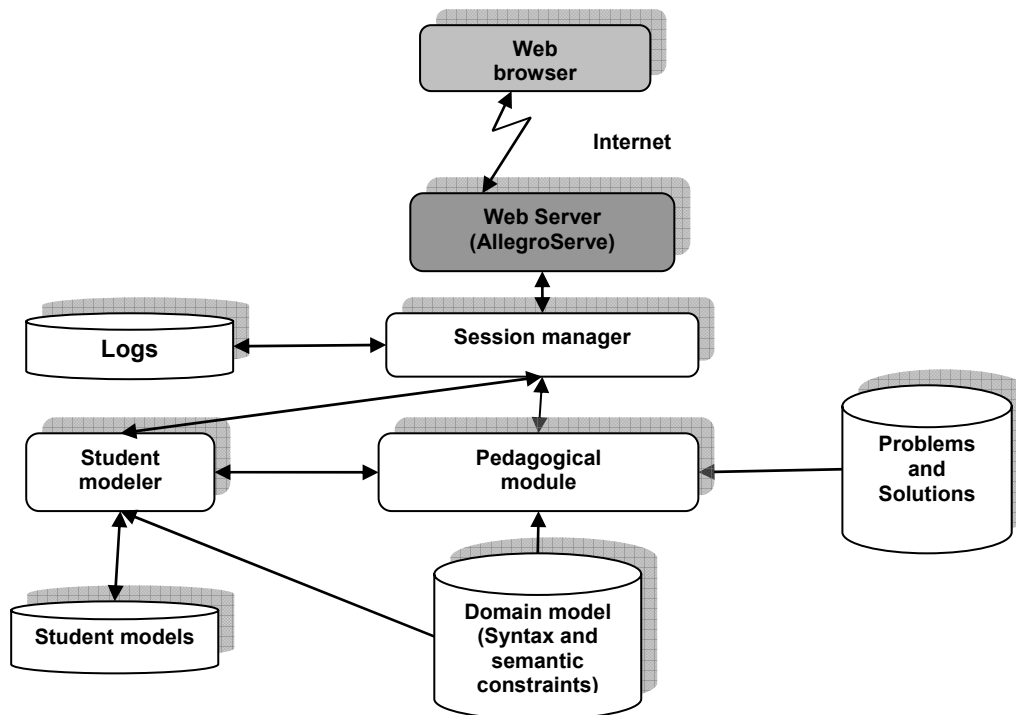 Web
browser
Internet
Web Server
(AllegroServe)
Logs
Session manager
Student
modeler
Pedagogical
module
Problems
and
Solutions
Student models
Domain model
(Syntax and
semantic
constraints)